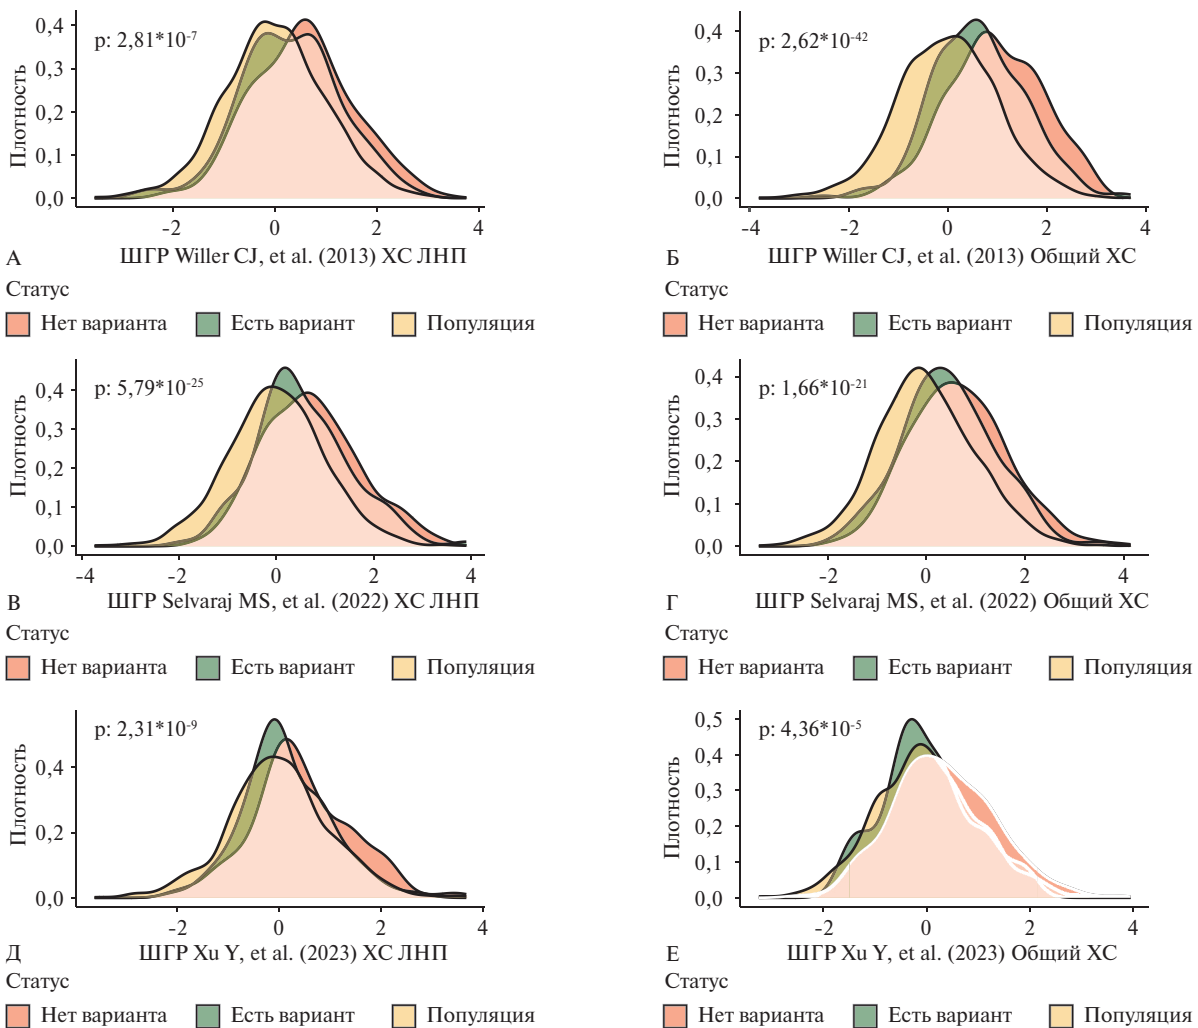 0,4
0,3
0,2
0,1
0,0
Плотность
p: 2,81*10-7
-2
0
2
4
А
ШГР Willer CJ, et al. (2013) ХС ЛНП
Статус
Нет варианта
Есть вариант
Популяция
0,4
0,3
0,2
0,1
0,0
Плотность
p: 2,62*10-42
-4
-2
0
2
4
Б
ШГР Willer CJ, et al. (2013) Общий ХС
Статус
Нет варианта
Есть вариант
Популяция
0,4
0,3
0,2
0,1
0,0
Плотность
p: 5,79*10-25
-4
-2
0
2
4
В
ШГР Selvaraj MS, et al. (2022) ХС ЛНП
Статус
Нет варианта
Есть вариант
Популяция
0,4
0,3
0,2
0,1
0,0
Плотность
p: 1,66*10-21
-2
0
2
4
Г
ШГР Selvaraj MS, et al. (2022) Общий ХС
Статус
Нет варианта
Есть вариант
Популяция
0,4
0,2
0,0
Плотность
p: 2,31*10-9
-2
0
2
4
Д
ШГР Xu Y, et al. (2023) ХС ЛНП
Статус
Нет варианта
Есть вариант
Популяция
0,5
0,4
0,3
0,2
0,1
0,0
Плотность
p: 4,36*10-5
-2
0
2
4
Е
ШГР Xu Y, et al. (2023) Общий ХС
Статус
Нет варианта
Есть вариант
Популяция